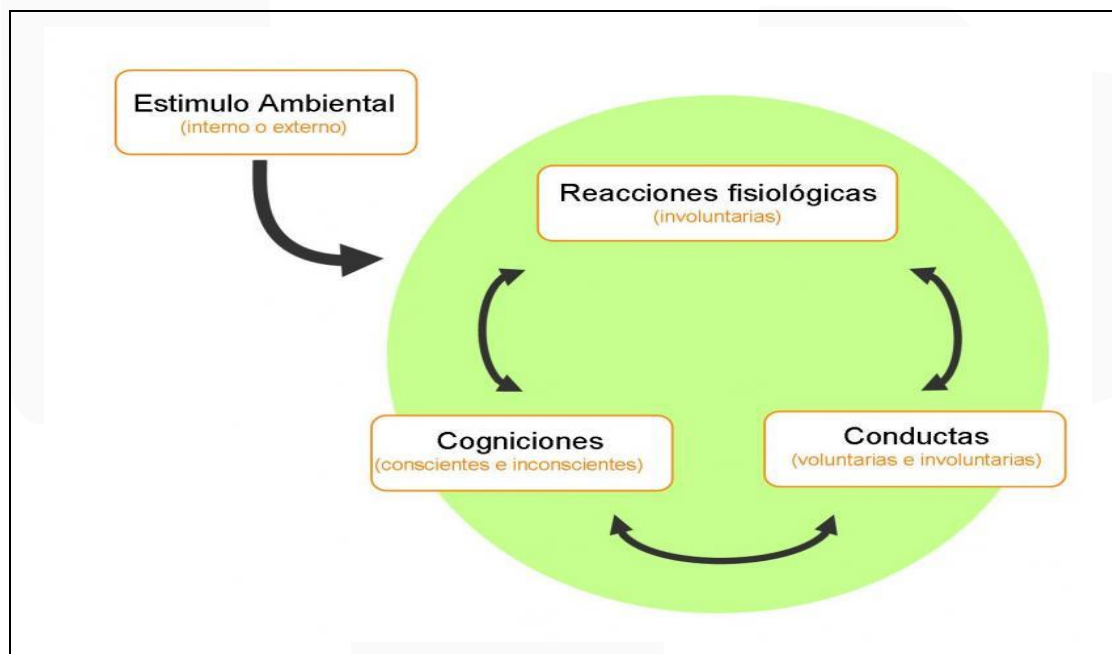 Estimulo Ambiental
(interno o externo)
Reacciones fisiológicas
(involuntarias)
Cogniciones
(conscientes e inconscientes)
Conductas
(voluntarias e involuntarias)